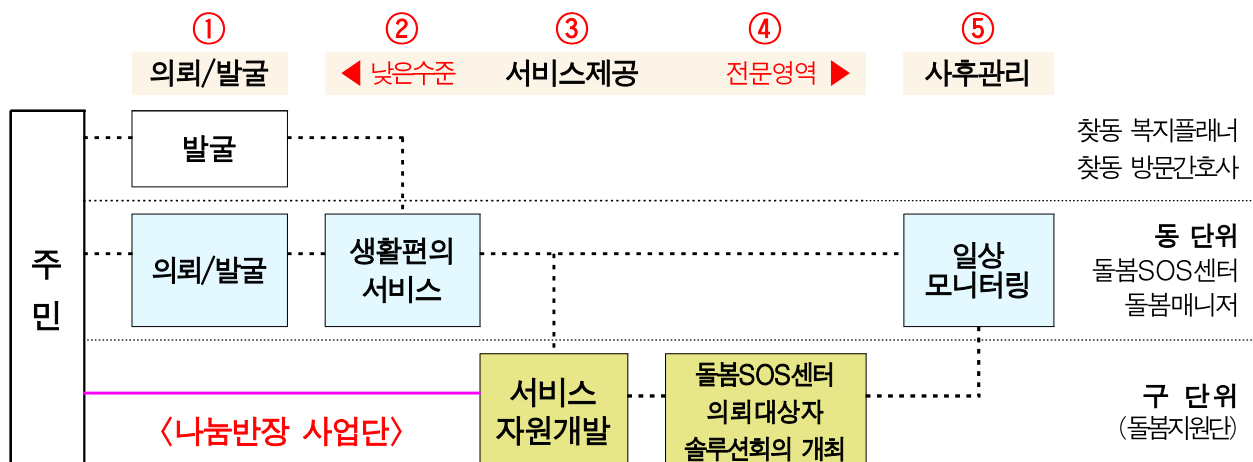 ① ② ③ ④ ⑤
의뢰/발굴 ◀ 낮은수준 서비스제공 전문영역 ▶ 사후관리
주민
발굴
찾동 복지플래너
찾동 방문간호사
의뢰/발굴
생활편의
서비스
일상
모니터링
동 단위
돌봄SOS센터
돌봄매니저
〈나눔반장 사업단〉
서비스
자원개발
돌봄SOS센터
의뢰대상자
솔루션회의 개최
구 단위
(돌봄지원단)